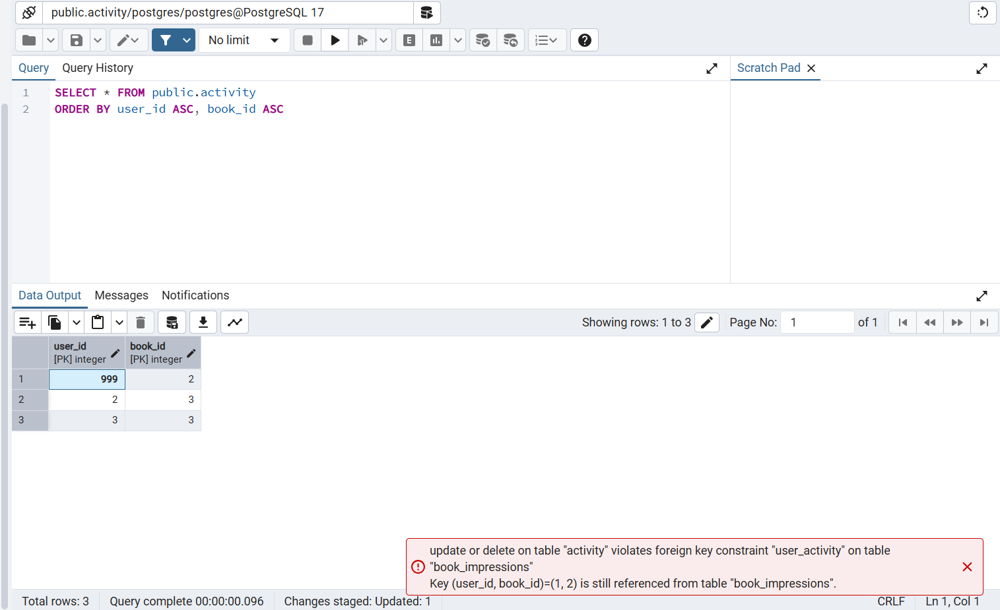 public.activity/postgres/postgres@PostgreSQL 17
No limit
Query Query History
Scratch Pad
1 SELECT * FROM public.activity
2 ORDER BY user_id ASC, book_id ASC
Data Output Messages Notifications
Showing rows: 1 to 3 Page No: 1 of 1
user_id book_id
[PK] integer [PK] integer
1 999 2
2 2 3
3 3 3
update or delete on table "activity" violates foreign key constraint "user_activity" on table
"book_impressions"
Key (user_id, book_id)=(1, 2) is still referenced from table "book_impressions".
Total rows: 3 Query complete 00:00:00.096 Changes staged: Updated: 1 CRLF Ln 1, Col 1